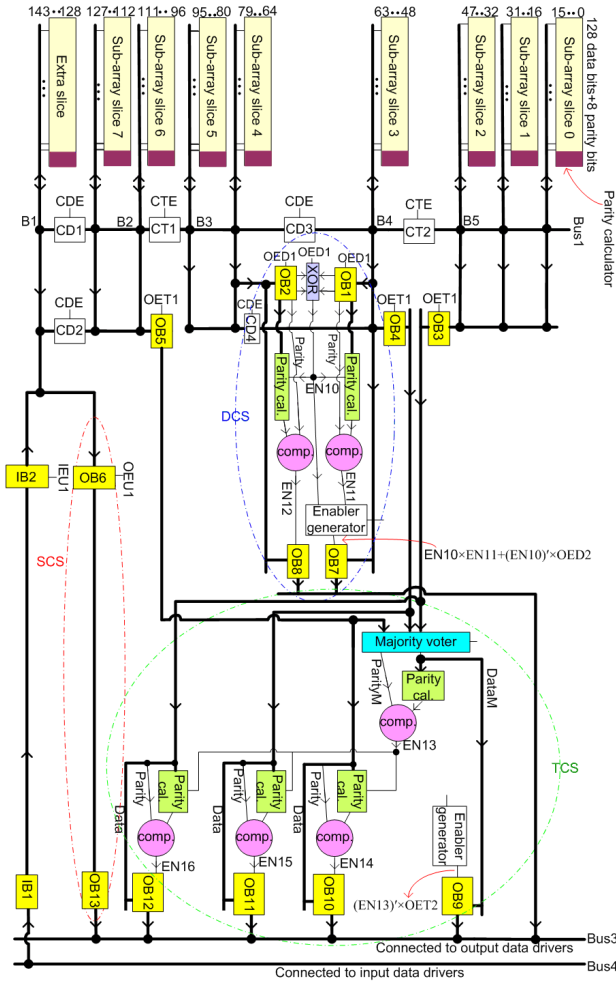 143••128
127••112
111•• 96
95••80
79••64
63••48
47••32
31••16
15••0
128 data bits+8 parity bits
Extra slice
Sub-array slice 7
Sub-array slice 6
Sub-array slice 5
Sub-array slice 4
Sub-array slice 3
Sub-array slice 2
Sub-array slice 1
Sub-array slice 0
Parity calculator
CDE
CTE
CDE
CTE
B1
CD1
B2
CT1
B3
CD3
B4
CT2
B5
Bus1
OED1
OED1
OED1
OB2
XOR
OB1
CDE
OET1
CDE
OET1
OET1
CD2
OB5
CD4
OB4
OB3
Parity
Parity
Parity cal.
Parity cal.
EN10
DCS
comp.
comp.
IB2
IEU1
OB6
OEU1
EN12
EN11
Enabler
generator
SCS
OB8
OB7
EN10×EN11+(EN10)′×OED2
Majority voter
ParityM
Parity
cal.
DataM
comp.
EN13
TCS
Parity
Parity
cal.
Parity
Parity
cal.
Parity
Parity
cal.
Data
Data
Data
comp.
comp.
comp.
Enabler
generator
EN16
EN15
EN14
IB1
OB13
OB12
OB11
OB10
(EN13)′×OET2
OB9
Bus3
Connected to output data drivers
Bus4
Connected to input data drivers